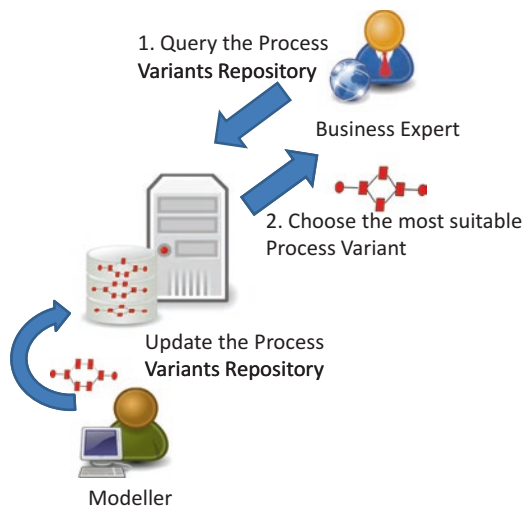 1. Query the Process
Variants Repository
Business Expert
2. Choose the most suitable
Process Variant
Update the Process
Variants Repository
Modeller